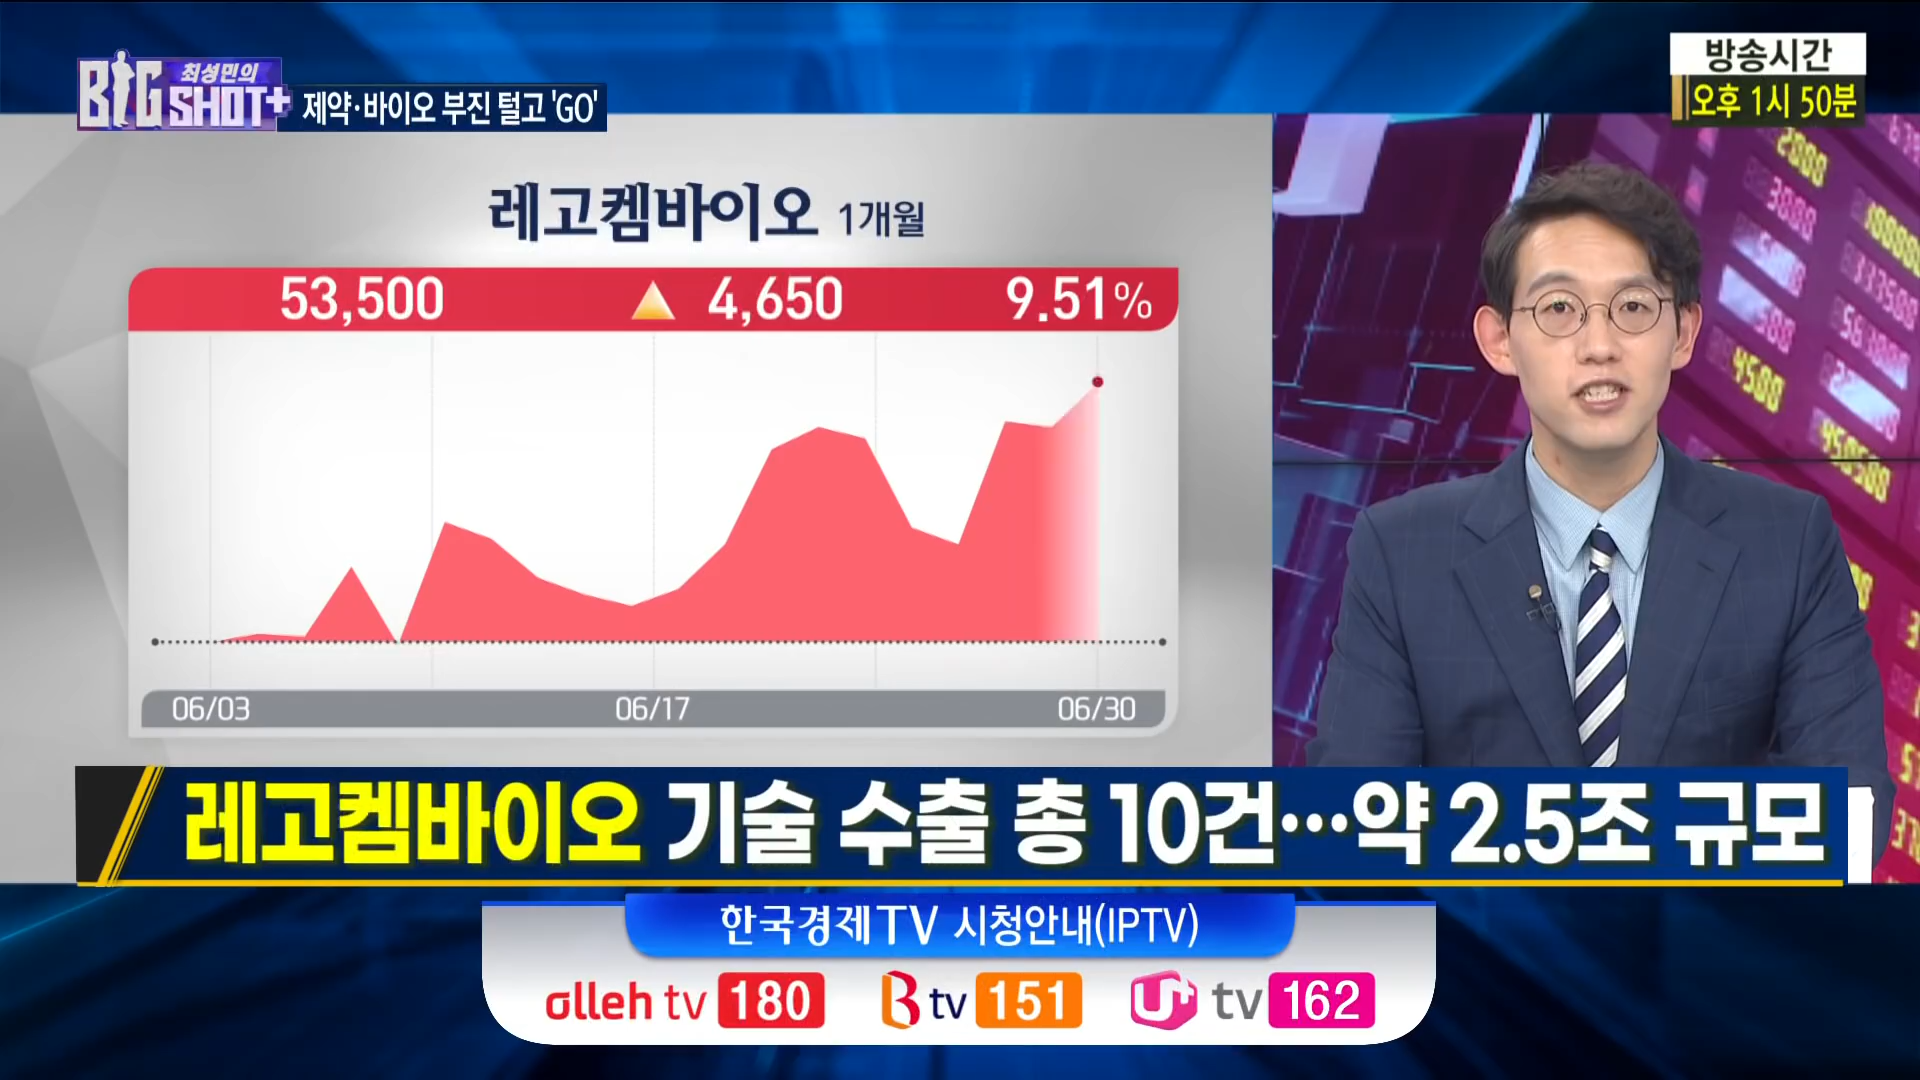 최성민의
BIG SHOT+
제약·바이오 부진 털고 'GO'
방송시간
오후 1시 50분
레고켐바이오 1개월
53,500 ▲ 4,650 9.51%
06/03 06/17 06/30
레고켐바이오 기술 수출 총 10건…약 2.5조 규모
한국경제TV 시청안내(IPTV)
olleh tv 180 B tv 151 U+ tv 162